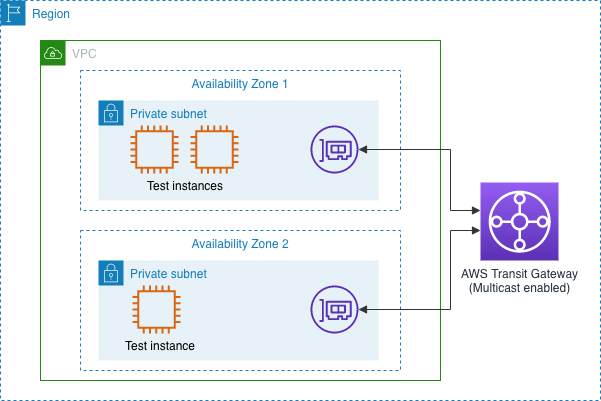 Region
VPC
Availability Zone 1
Private subnet
Test instances
Availability Zone 2
Private subnet
Test instance
AWS Transit Gateway
(Multicast enabled)